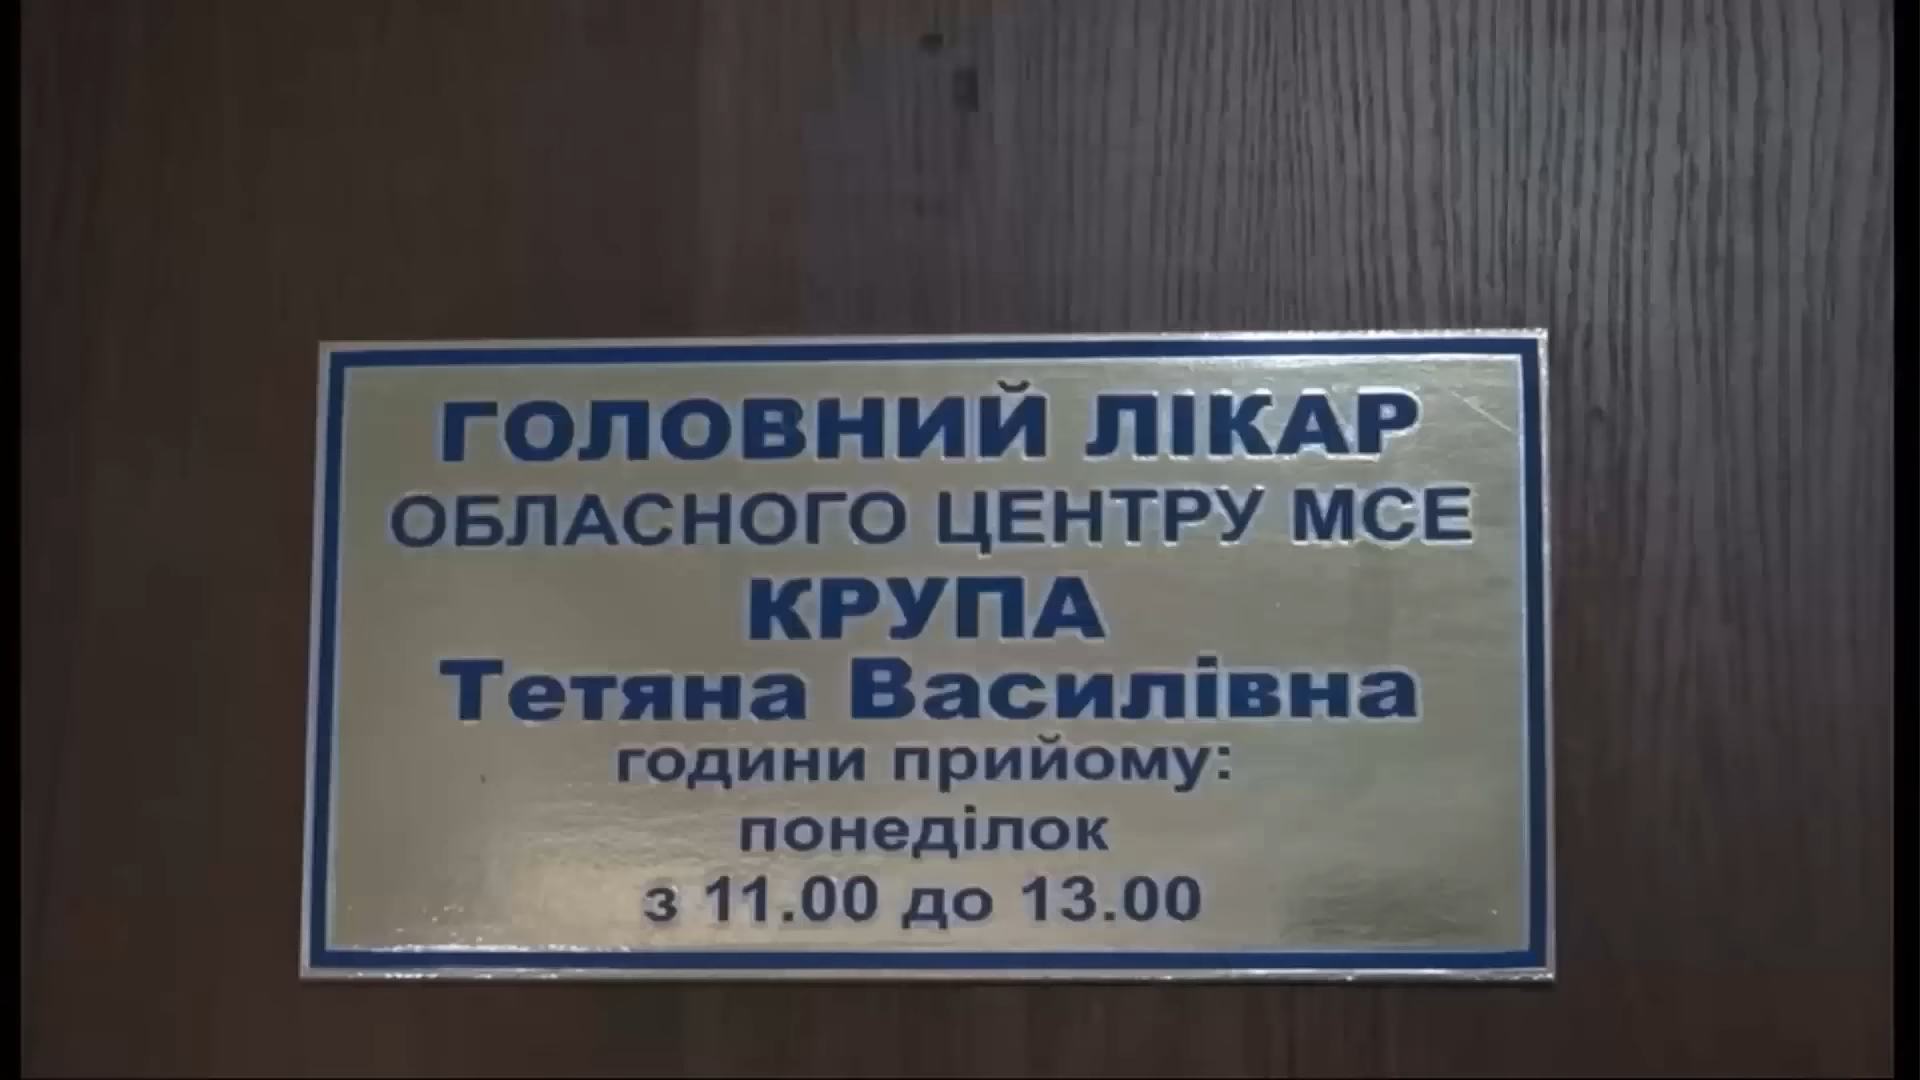 ГОЛОВНИЙ ЛІКАР
ОБЛАСНОГО ЦЕНТРУ МСЕ
КРУПА
Тетяна Василівна
години прийому:
понеділок
з 11.00 до 13.00